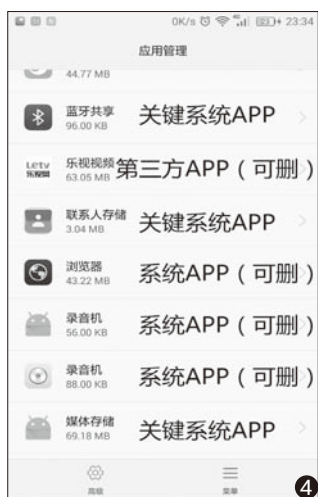 0K/s 4G 23:34
应用管理
44.77 MB
蓝牙共享
96.00 KB
关键系统APP
Letv
乐视网
乐视视频
63.05 MB
第三方APP（可删）
联系人存储
3.04 MB
关键系统APP
浏览器
43.22 MB
系统APP（可删）
录音机
56.00 KB
系统APP（可删）
录音机
88.00 KB
系统APP（可删）
媒体存储
69.18 MB
关键系统APP
高级
菜单
4